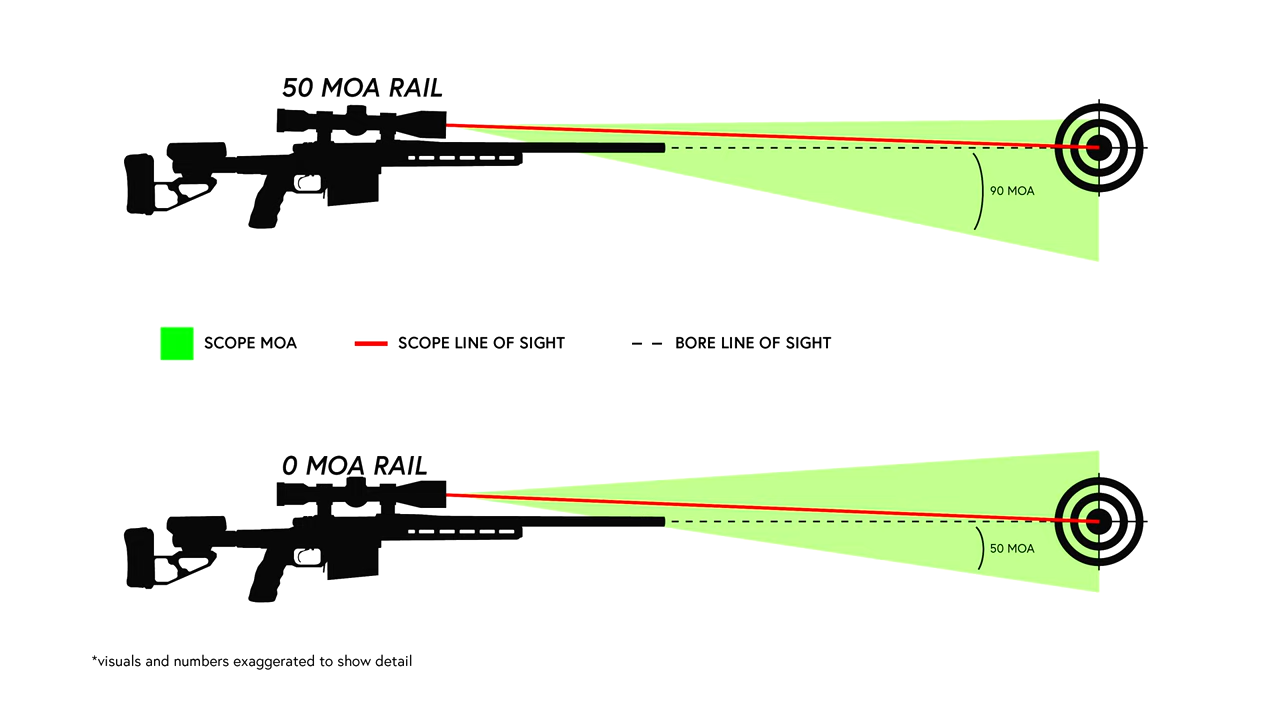 50 MOA RAIL
90 MOA
SCOPE MOA
SCOPE LINE OF SIGHT
BORE LINE OF SIGHT
0 MOA RAIL
50 MOA
*visuals and numbers exaggerated to show detail